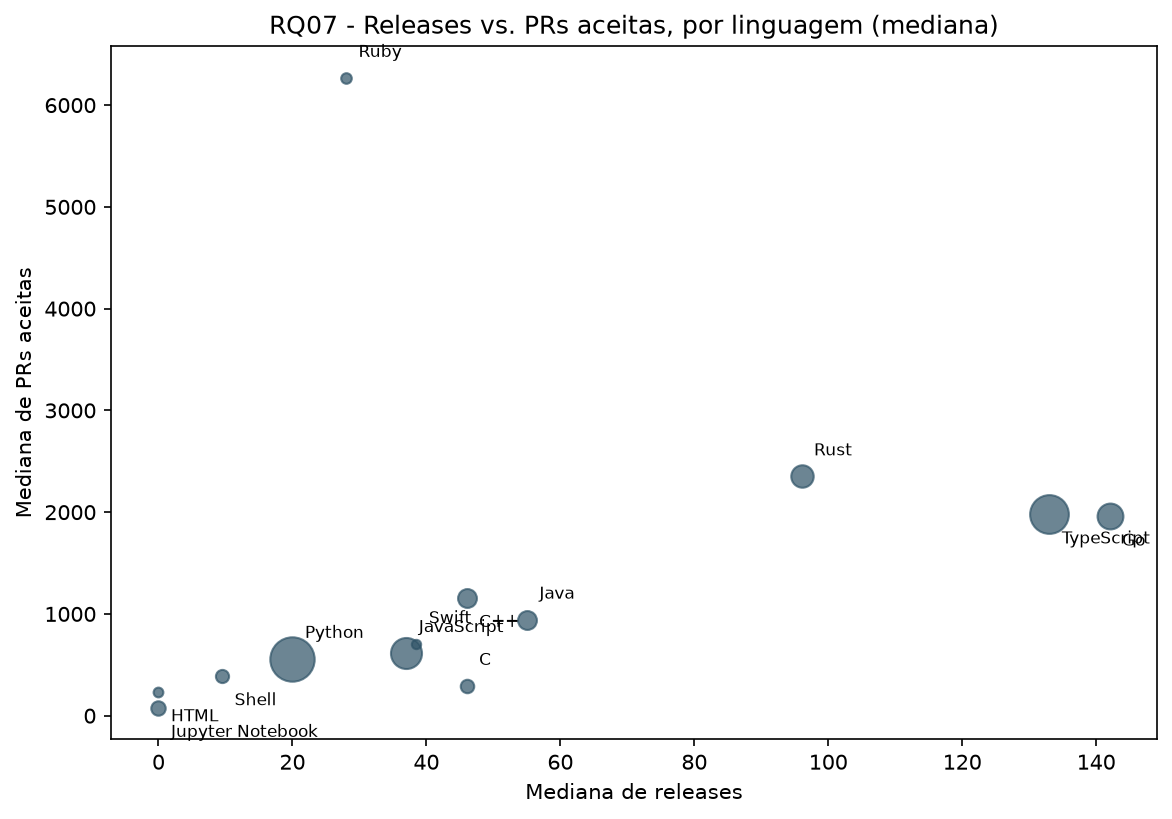 RQ07 - Releases vs. PRs aceitas, por linguagem (mediana)
Ruby
6000
5000
4000
3000
2000
1000
0
Mediana de PRs aceitas
Rust
TypeScript
Go
Java
Swift
C++
JavaScript
Python
C
Shell
HTML
Jupyter Notebook
0 20 40 60 80 100 120 140
Mediana de releases